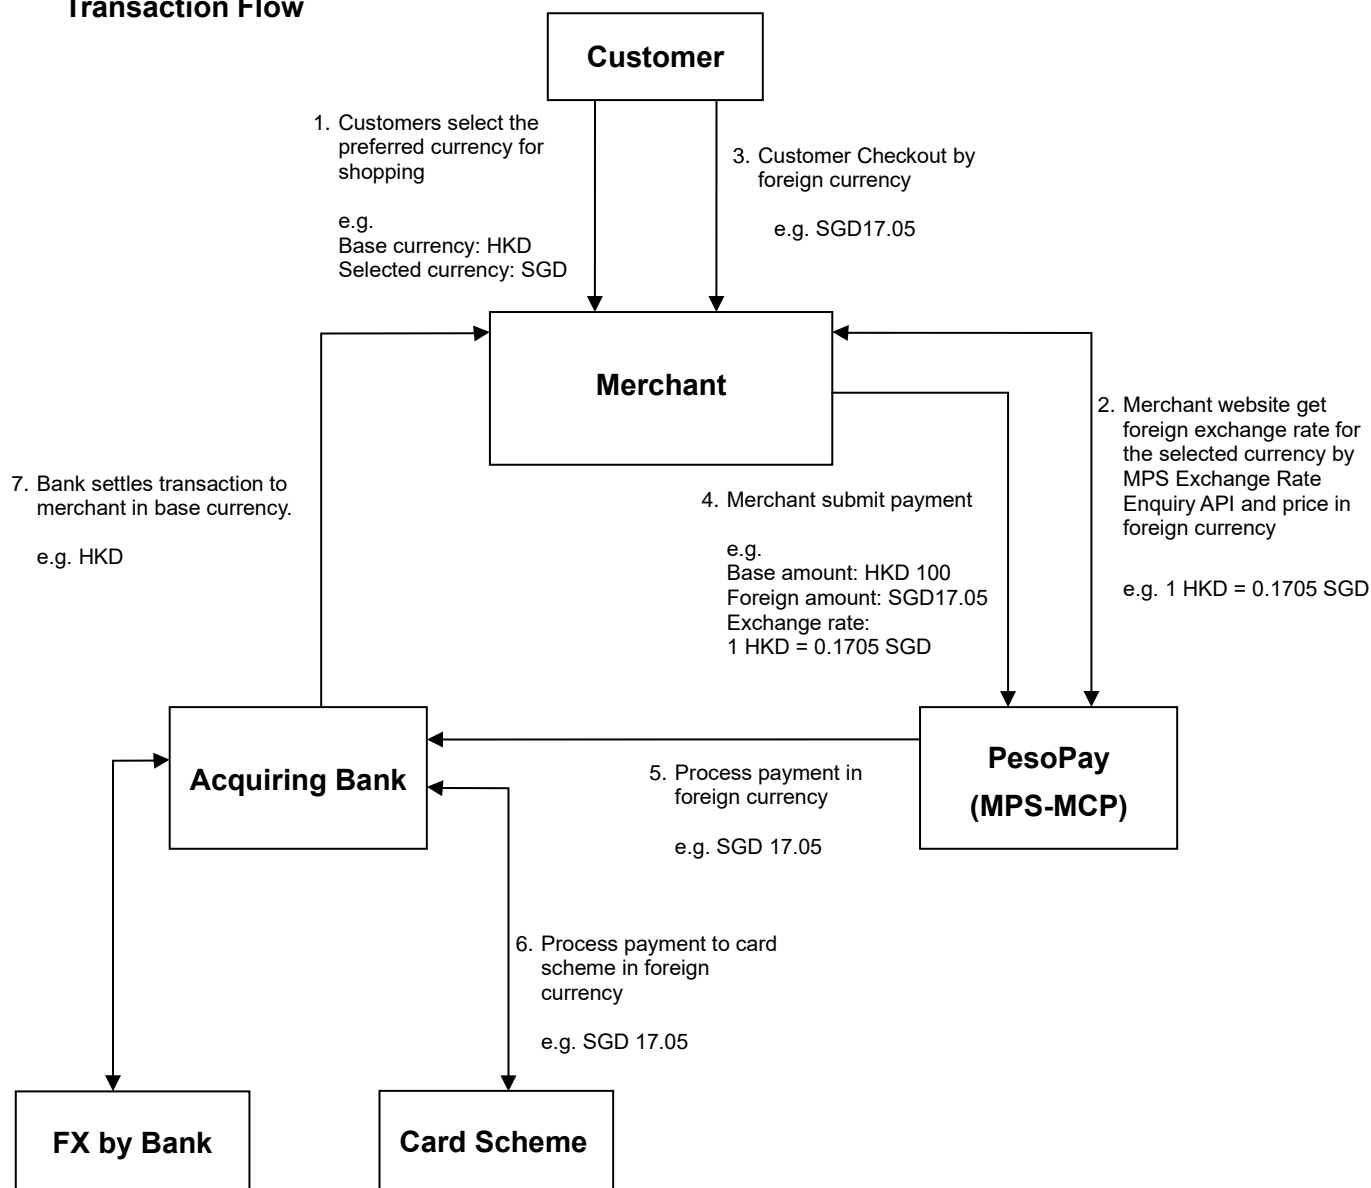 Transaction Flow
Customer
1. Customers select the
preferred currency for
shopping
e.g.
Base currency: HKD
Selected currency: SGD
3. Customer Checkout by
foreign currency
e.g. SGD17.05
Merchant
2. Merchant website get
foreign exchange rate for
the selected currency by
MPS Exchange Rate
Enquiry API and price in
foreign currency
e.g. 1 HKD = 0.1705 SGD
7. Bank settles transaction to
merchant in base currency.
e.g. HKD
4. Merchant submit payment
e.g.
Base amount: HKD 100
Foreign amount: SGD17.05
Exchange rate:
1 HKD = 0.1705 SGD
Acquiring Bank
PesoPay
(MPS-MCP)
5. Process payment in
foreign currency
e.g. SGD 17.05
6. Process payment to card
scheme in foreign
currency
e.g. SGD 17.05
FX by Bank
Card Scheme